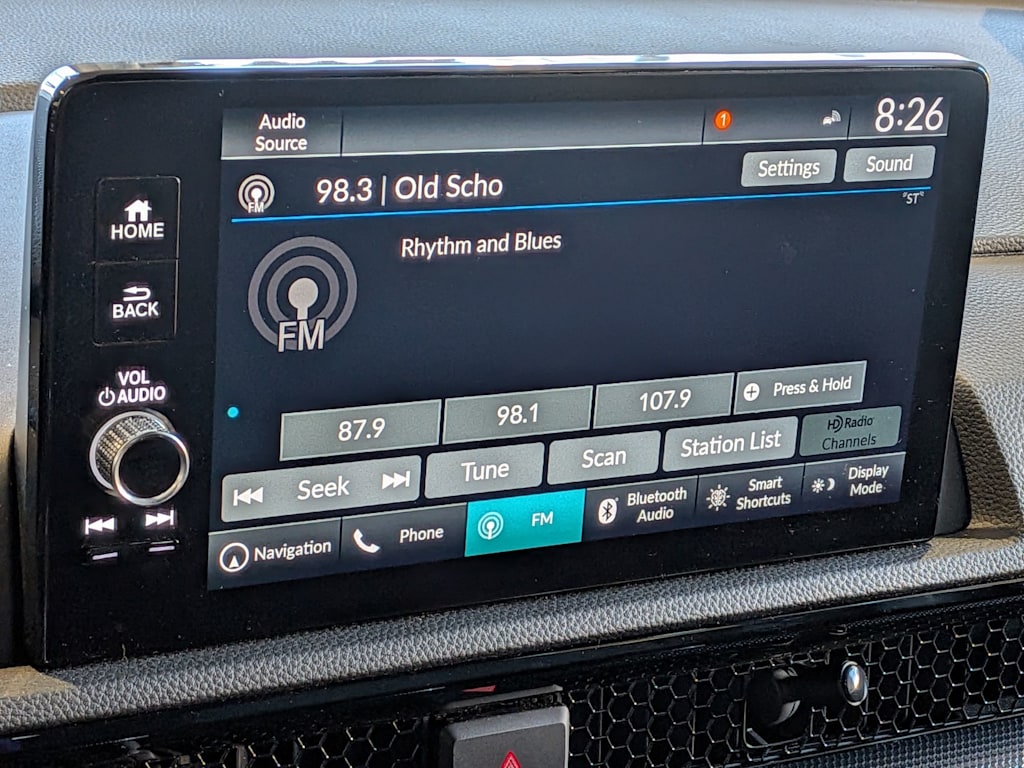 Audio
Source
1
8:26
FM
98.3 | Old Scho
Settings
Sound
"ST"
HOME
Rhythm and Blues
BACK
FM
VOL
AUDIO
87.9
98.1
107.9
Press & Hold
Seek
Tune
Scan
Station List
HD Radio
Channels
Navigation
Phone
FM
Bluetooth
Audio
Smart
Shortcuts
Display
Mode